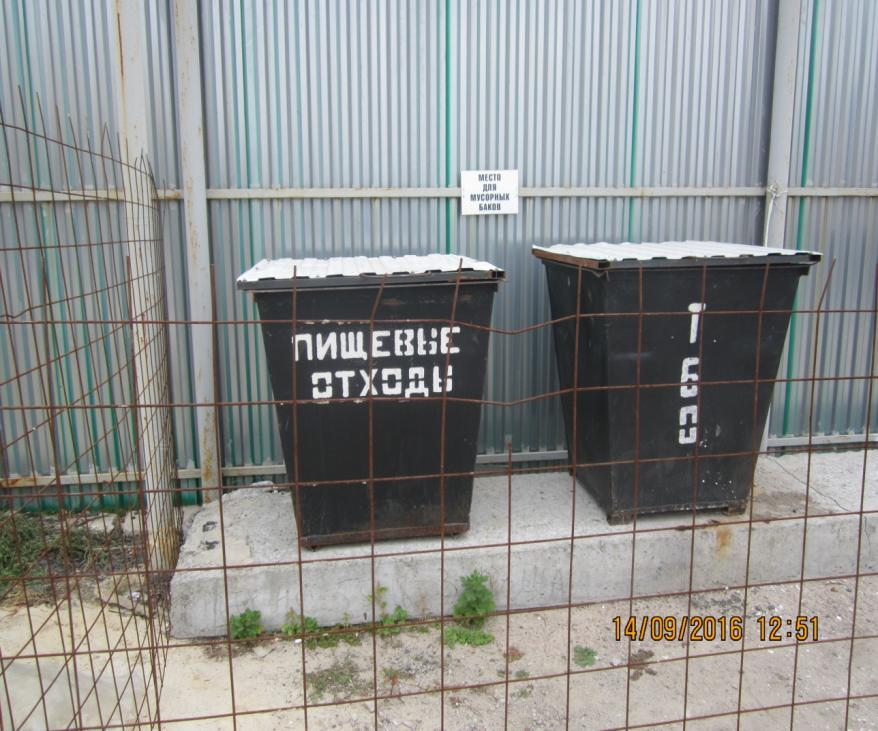 МЕСТО
ДЛЯ
МУСОРНЫХ
БАКОВ
ПИЩЕВЫЕ
ОТХОДЫ
14/09/2016 12:51